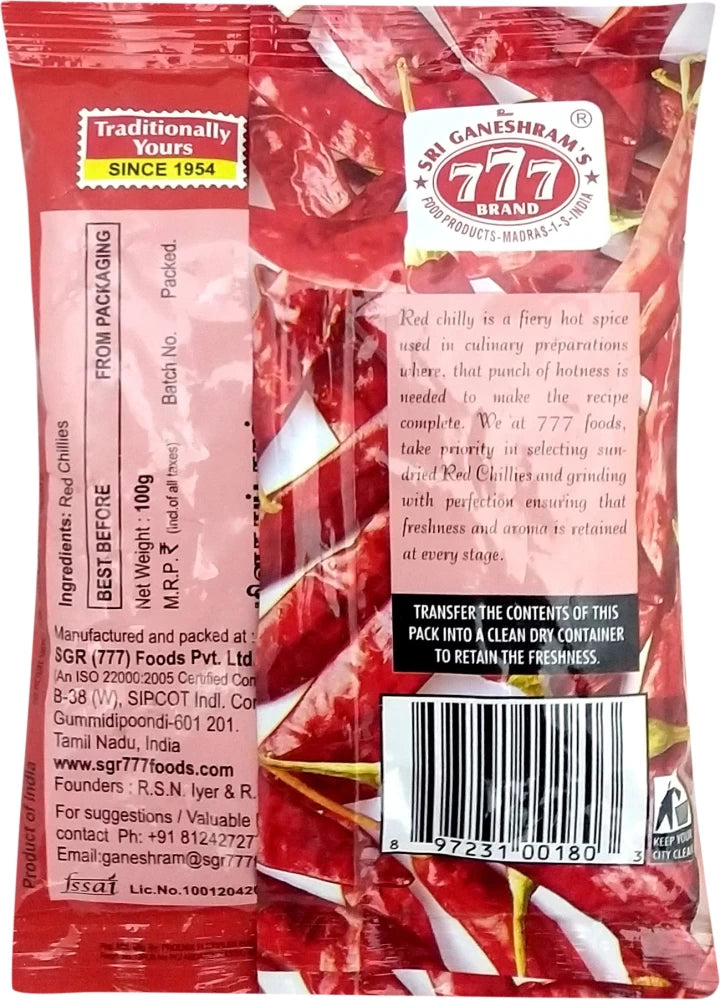 Traditionally
Yours
SINCE 1954
Ingredients: Red Chillies
BEST BEFORE FROM PACKAGING
Net Weight : 100g Batch No. Packed.
M.R.P. ₹ (incl.of all taxes)
Manufactured and packed at :
SGR (777) Foods Pvt. Ltd
(An ISO 22000:2005 Certified
B-38 (W), SIPCOT Indl.
Gummidipoondi-601 201.
Tamil Nadu, India
www.sgr777foods.com
Founders : R.S.N. Iyer & R.
For suggestions / Valuable
contact Ph: +91 81242727
Email:ganeshram@sgr777
fssai Lic.No.10012042
Product of India
SRI GANESHRAM'S
®
777
BRAND
FOOD PRODUCTS-MADRAS-1-S-INDIA
Red chilly is a fiery hot spice
used in culinary preparations
where, that punch of hotness is
needed to make the recipe
complete. We at 777 foods,
take priority in selecting sun-
dried Red Chillies and grinding
with perfection ensuring that
freshness and aroma is retained
at every stage.
TRANSFER THE CONTENTS OF THIS
PACK INTO A CLEAN DRY CONTAINER
TO RETAIN THE FRESHNESS.
8 97231 00180 3
KEEP YOUR
CITY CLEAN